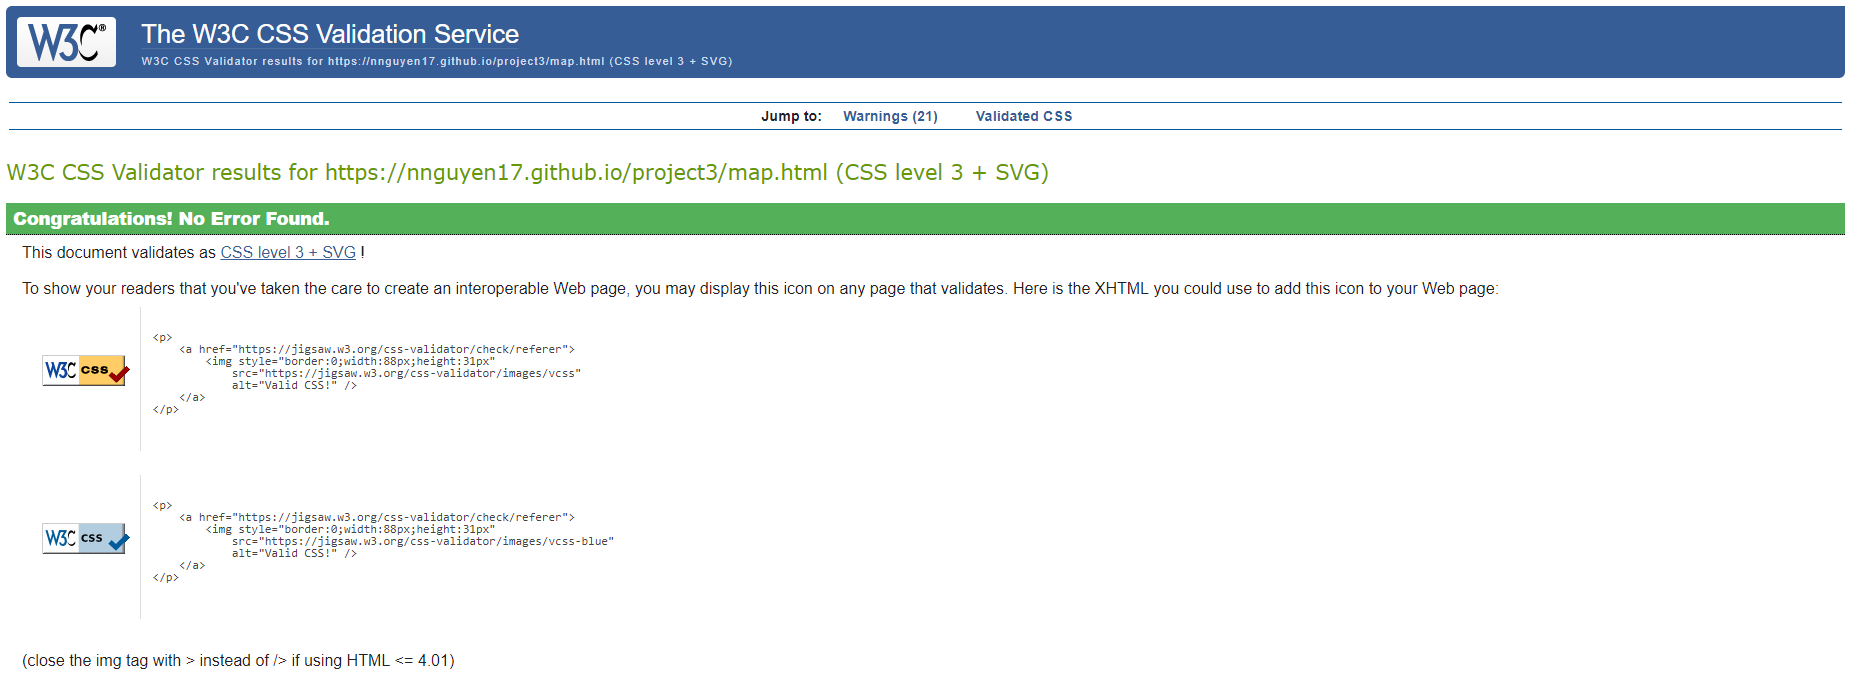 W3C®
The W3C CSS Validation Service
W3C CSS Validator results for https://nnguyen17.github.io/project3/map.html (CSS level 3 + SVG)
Jump to: Warnings (21) Validated CSS
W3C CSS Validator results for https://nnguyen17.github.io/project3/map.html (CSS level 3 + SVG)
Congratulations! No Error Found.
This document validates as CSS level 3 + SVG !
To show your readers that you've taken the care to create an interoperable Web page, you may display this icon on any page that validates. Here is the XHTML you could use to add this icon to your Web page:
W3C css
<p>
<a href="https://jigsaw.w3.org/css-validator/check/referer">
<img style="border:0;width:88px;height:31px"
src="https://jigsaw.w3.org/css-validator/images/vcss"
alt="Valid CSS!" />
</a>
</p>
W3C css
<p>
<a href="https://jigsaw.w3.org/css-validator/check/referer">
<img style="border:0;width:88px;height:31px"
src="https://jigsaw.w3.org/css-validator/images/vcss-blue"
alt="Valid CSS!" />
</a>
</p>
(close the img tag with > instead of /> if using HTML <= 4.01)